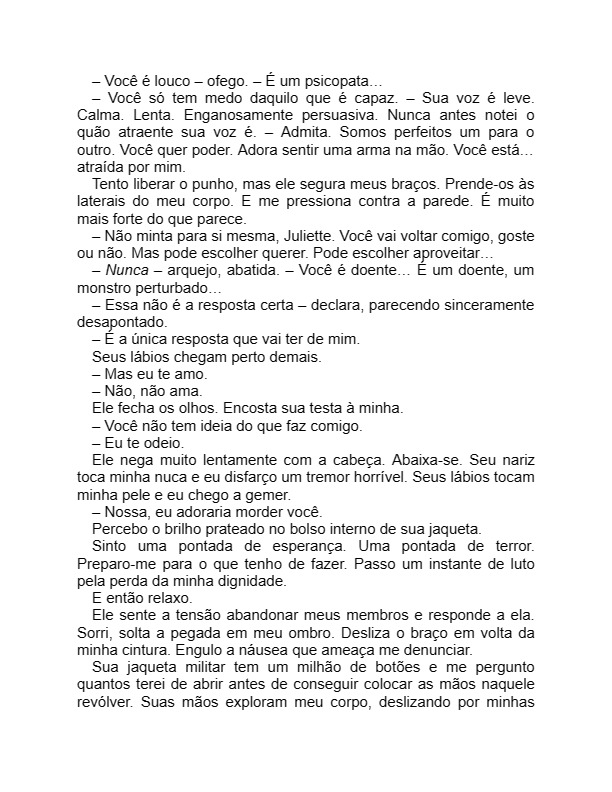 – Você é louco – ofego. – É um psicopata…
– Você só tem medo daquilo que é capaz. – Sua voz é leve.
Calma. Lenta. Enganosamente persuasiva. Nunca antes notei o
quão atraente sua voz é. – Admita. Somos perfeitos um para o
outro. Você quer poder. Adora sentir uma arma na mão. Você está…
atraída por mim.
Tento liberar o punho, mas ele segura meus braços. Prende-os às
laterais do meu corpo. E me pressiona contra a parede. É muito
mais forte do que parece.
– Não minta para si mesma, Juliette. Você vai voltar comigo, goste
ou não. Mas pode escolher querer. Pode escolher aproveitar…
– Nunca – arquejo, abatida. – Você é doente… É um doente, um
monstro perturbado…
– Essa não é a resposta certa – declara, parecendo sinceramente
desapontado.
– É a única resposta que vai ter de mim.
Seus lábios chegam perto demais.
– Mas eu te amo.
– Não, não ama.
Ele fecha os olhos. Encosta sua testa à minha.
– Você não tem ideia do que faz comigo.
– Eu te odeio.
Ele nega muito lentamente com a cabeça. Abaixa-se. Seu nariz
toca minha nuca e eu disfarço um tremor horrível. Seus lábios tocam
minha pele e eu chego a gemer.
– Nossa, eu adoraria morder você.
Percebo o brilho prateado no bolso interno de sua jaqueta.
Sinto uma pontada de esperança. Uma pontada de terror.
Preparo-me para o que tenho de fazer. Passo um instante de luto
pela perda da minha dignidade.
E então relaxo.
Ele sente a tensão abandonar meus membros e responde a ela.
Sorri, solta a pegada em meu ombro. Desliza o braço em volta da
minha cintura. Engulo a náusea que ameaça me denunciar.
Sua jaqueta militar tem um milhão de botões e me pergunto
quantos terei de abrir antes de conseguir colocar as mãos naquele
revólver. Suas mãos exploram meu corpo, deslizando por minhas